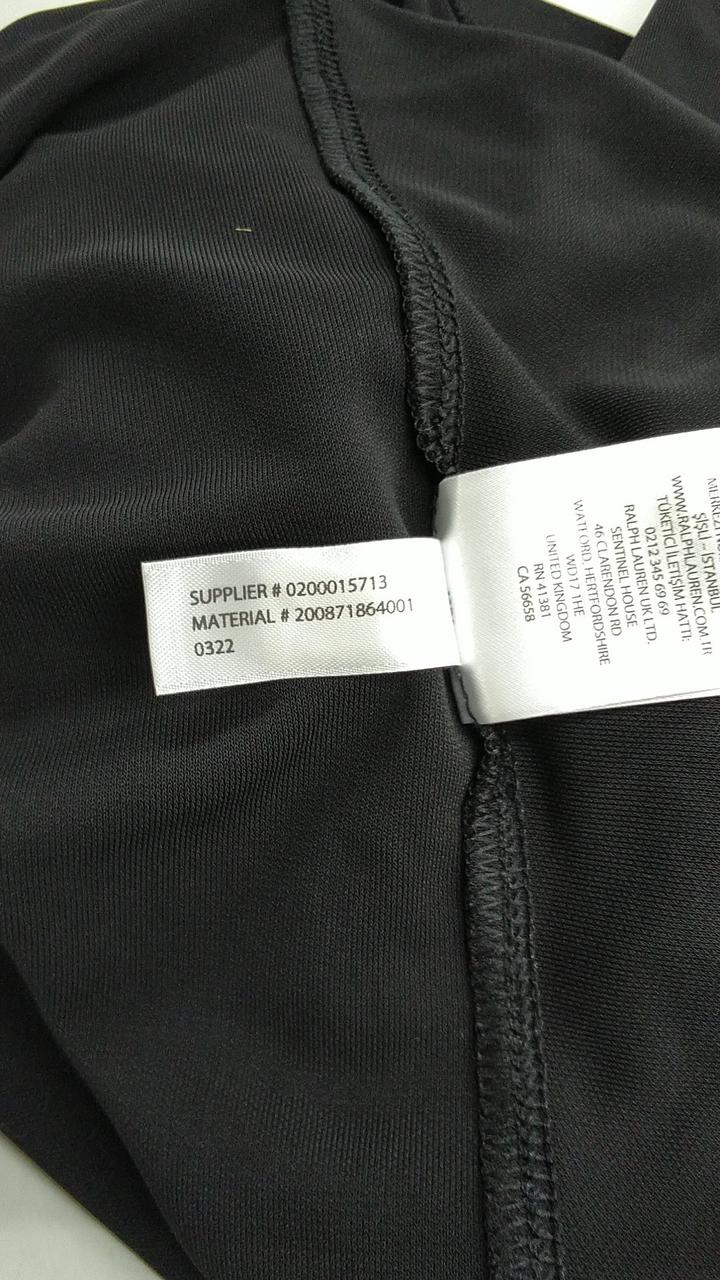 SUPPLIER # 0200015713
MATERIAL # 200871864001
0322
ŞİŞLİ - İSTANBUL
WWW.RALPHLAUREN.COM.TR
TÜKETİCİ İLETİŞİM HATTI:
0212 345 69 69
RALPH LAUREN UK LTD.
SENTINEL HOUSE
46 CLARENDON RD
WATFORD, HERTFORDSHIRE
WD17 1HE
UNITED KINGDOM
RN 41381
CA 56658